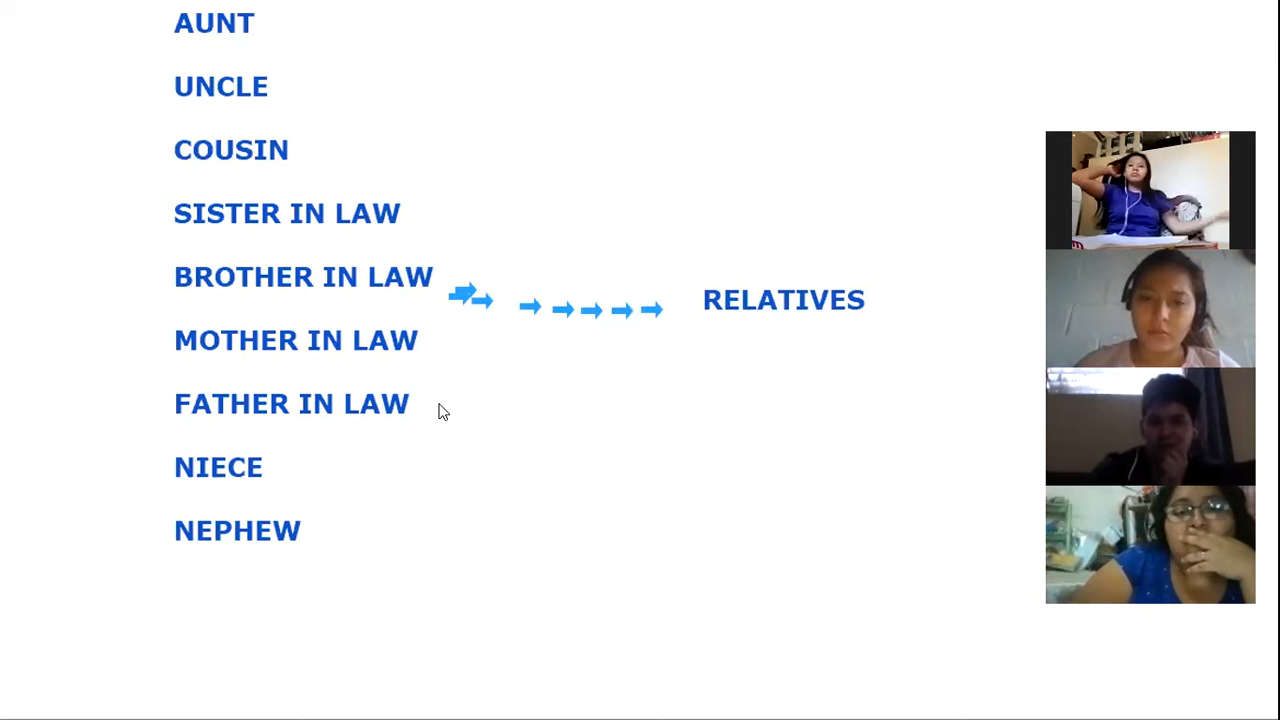 AUNT
UNCLE
COUSIN
SISTER IN LAW
BROTHER IN LAW
RELATIVES
MOTHER IN LAW
FATHER IN LAW
NIECE
NEPHEW